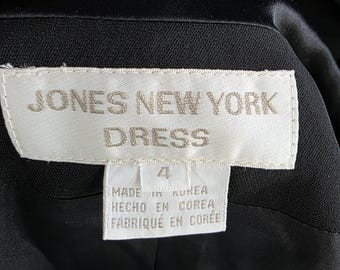 JONES NEW YORK
DRESS
4
MADE IN KOREA
HECHO EN COREA
FABRIQUÉ EN CORÉE